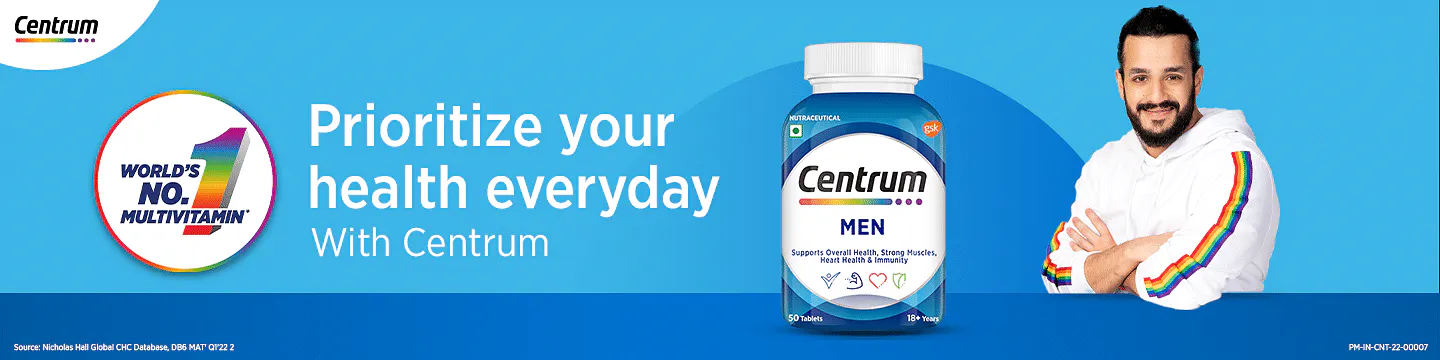 Centrum
WORLD'S
NO. 1
MULTIVITAMIN*
Prioritize your
health everyday
With Centrum
NUTRACEUTICAL
gsk
Centrum
MEN
Supports Overall Health, Strong Muscles,
Heart Health & Immunity
50 Tablets
18+ Years
Source: Nicholas Hall Global CHC Database, DB6 MAT' Q1'22 2
PM-IN-CNT-22-00007